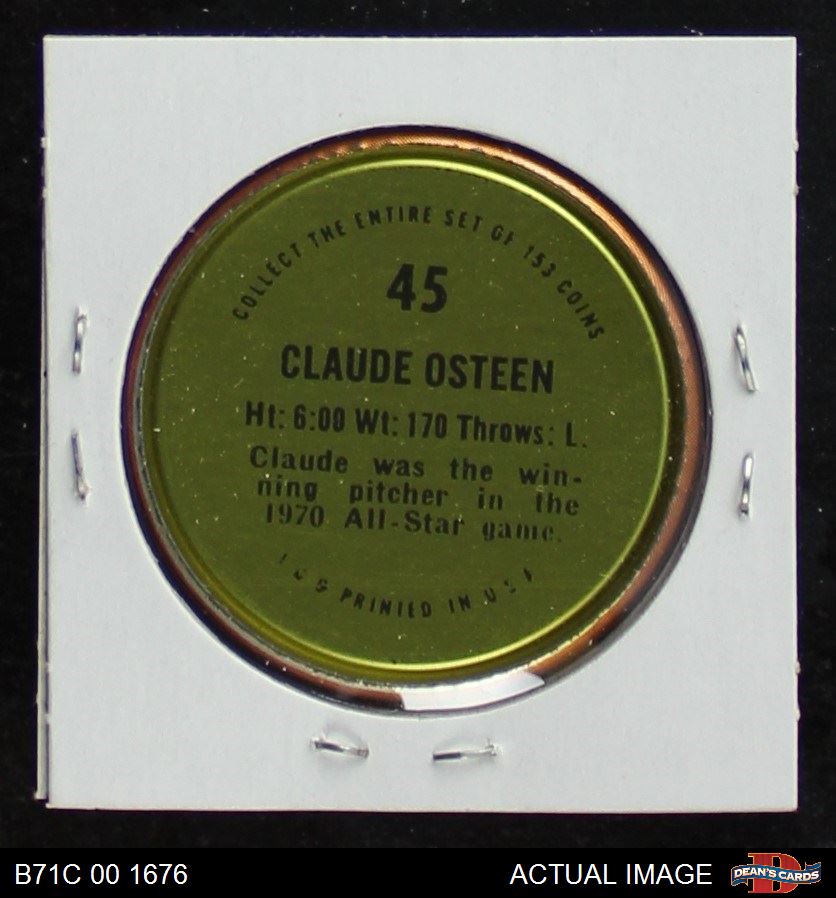 COLLECT THE ENTIRE SET OF 153 COINS
45
CLAUDE OSTEEN
Ht: 6:00 Wt: 170 Throws: L.
Claude was the win-
ning pitcher in the
1970 All-Star game.
PRINTED IN U S A
B71C 00 1676
ACTUAL IMAGE
DEAN'S CARDS